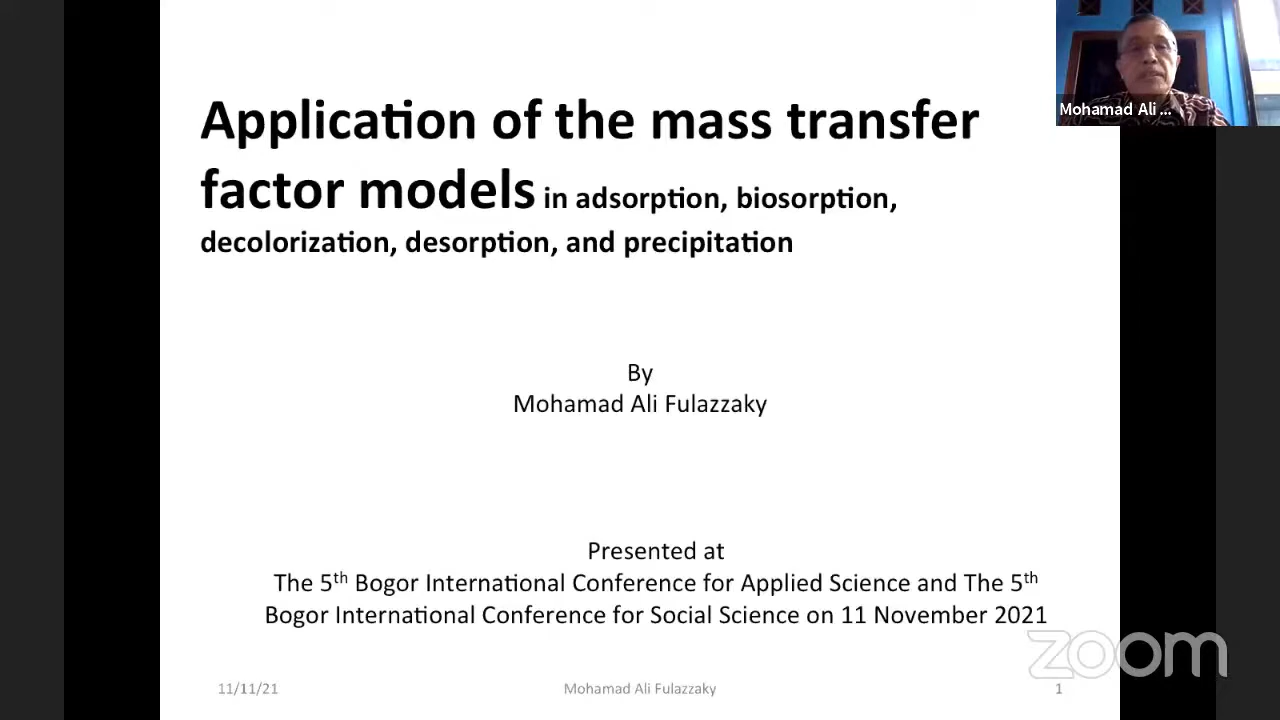 Application of the mass transfer
factor models in adsorption, biosorption,
decolorization, desorption, and precipitation
Mohamad Ali ...
By
Mohamad Ali Fulazzaky
Presented at
The 5th Bogor International Conference for Applied Science and The 5th
Bogor International Conference for Social Science on 11 November 2021
zoom
11/11/21
Mohamad Ali Fulazzaky
1